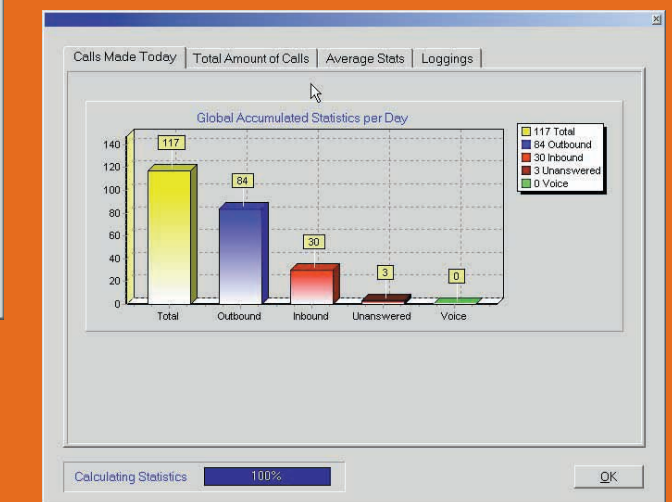 Calls Made Today Total Amount of Calls Average Stats Loggings
Global Accumulated Statistics per Day
140
120
100
80
60
40
20
0
117
84
30
3
0
Total Outbound Inbound Unanswered Voice
117 Total
84 Outbound
30 Inbound
3 Unanswered
0 Voice
Calculating Statistics 100% OK